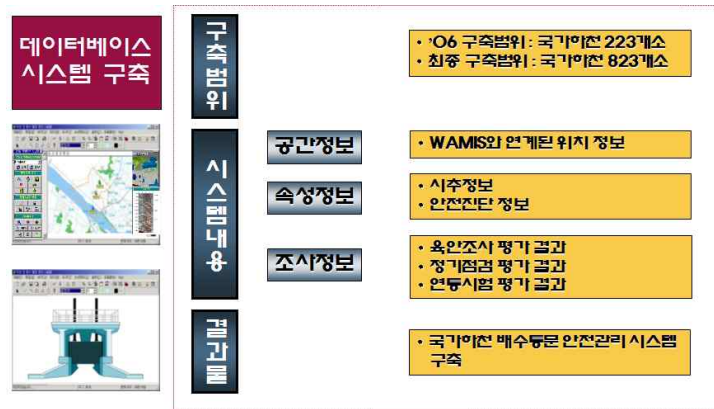 데이터베이스
시스템 구축
구축범위
• '06 구축범위 : 국가하천 223개소
• 최종 구축범위 : 국가하천 823개소
시스템내용
공간정보
• WAMIS와 연계된 위치 정보
속성정보
• 시추정보
• 안전진단 정보
조사정보
• 육안조사 평가 결과
• 정기점검 평가 결과
• 연동시험 평가 결과
결과물
• 국가하천 배수통문 안전관리 시스템
구축